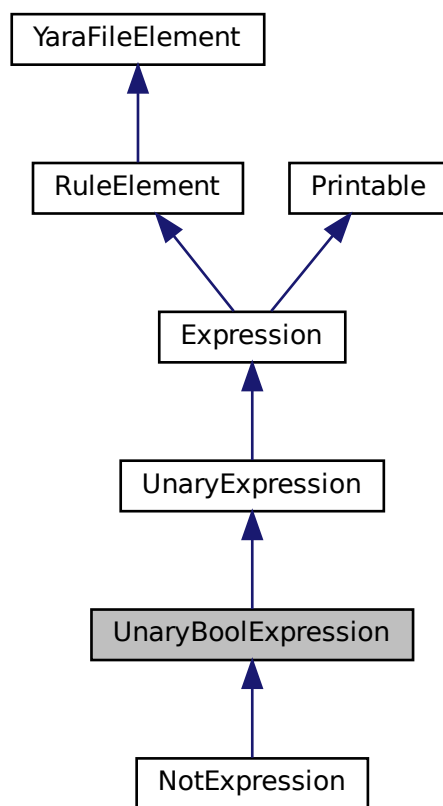 YaraFileElement
RuleElement
Printable
Expression
UnaryExpression
UnaryBoolExpression
NotExpression